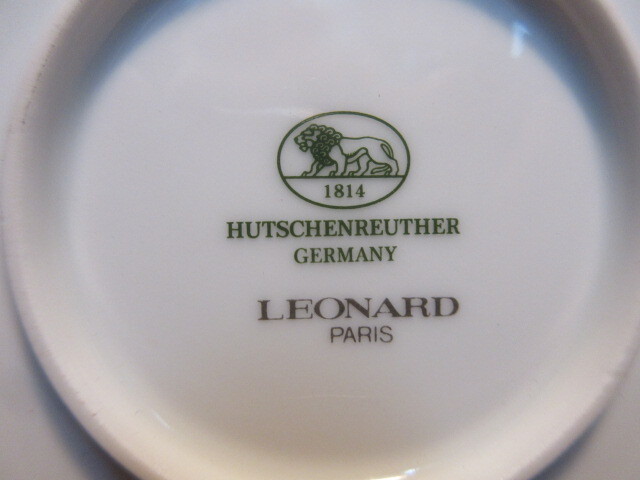 1814
HUTSCHENREUTHER
GERMANY
LEONARD
PARIS